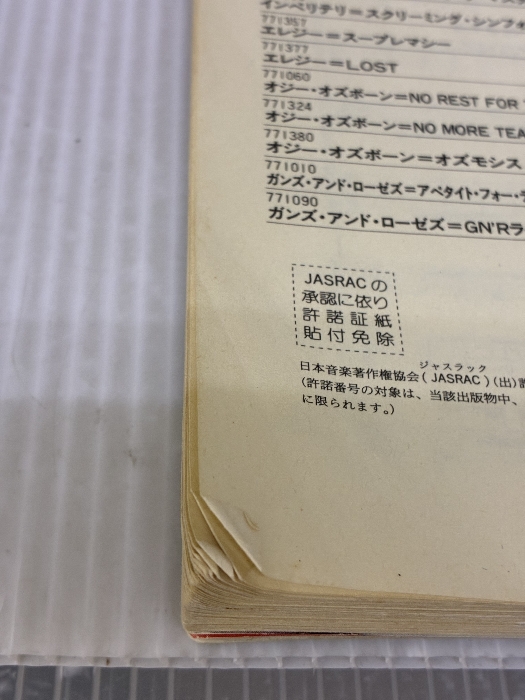 インペリテリ=スクリーミング・シンフォ
771357
エレジー=スープレマシー
771377
エレジー=LOST
771060
オジー・オズボーン=NO REST FOR
771324
オジー・オズボーン=NO MORE TEA
771380
オジー・オズボーン=オズモシス
771010
ガンズ・アンド・ローゼズ=アペタイト・フォー・
771090
ガンズ・アンド・ローゼズ=GN'Rラ
JASRACの
承認に依り
許諾証紙
貼付免除
ジャスラック
日本音楽著作権協会(JASRAC)(出)許
(許諾番号の対象は、当該出版物中、
に限られます。)